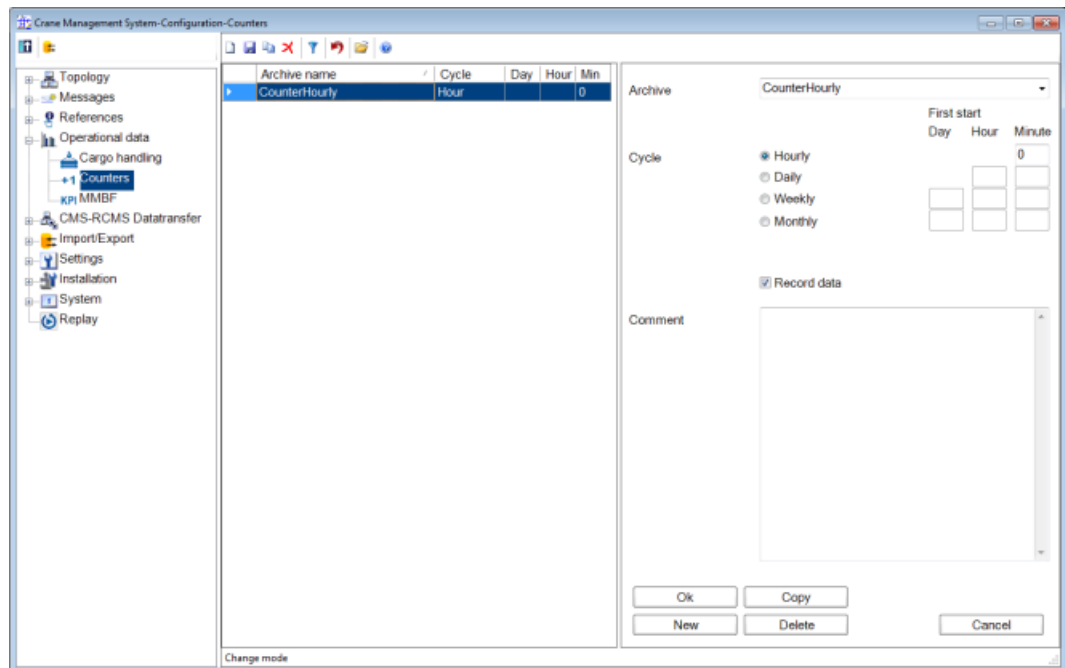 Crane Management System-Configuration-Counters
Topology
Messages
References
Operational data
Cargo handling
+1 Counters
KPI MMBF
CMS-RCMS Datatransfer
Import/Export
Settings
Installation
System
Replay
Archive name / Cycle Day Hour Min
CounterHourly Hour 0
Archive CounterHourly
First start
Day Hour Minute
Cycle Hourly 0
Daily
Weekly
Monthly
Record data
Comment
Ok Copy
New Delete Cancel
Change mode